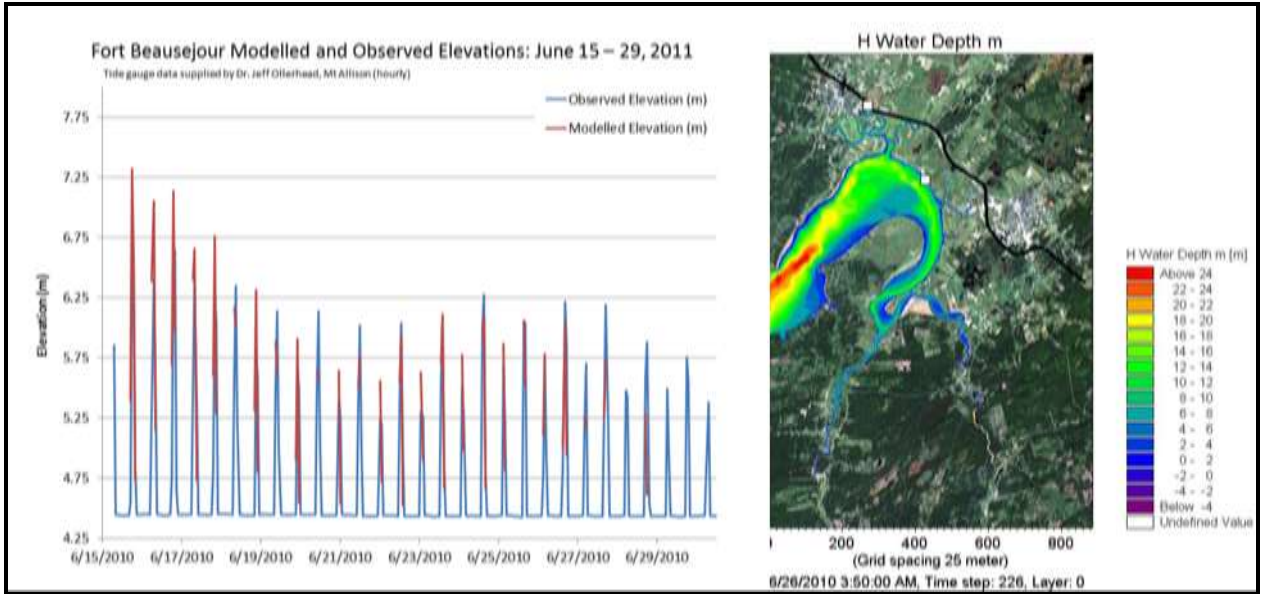 Fort Beausejour Modelled and Observed Elevations: June 15 – 29, 2011
Tide gauge data supplied by Dr. Jeff Ollerhead, Mt Allison (hourly)
Observed Elevation (m)
Modelled Elevation (m)
Elevation (m)
7.75
7.25
6.75
6.25
5.75
5.25
4.75
4.25
6/15/2010 6/17/2010 6/19/2010 6/21/2010 6/23/2010 6/25/2010 6/27/2010 6/29/2010
H Water Depth m
200 400 600 800
(Grid spacing 25 meter)
6/26/2010 3:50:00 AM, Time step: 226, Layer: 0
H Water Depth m [m]
Above 24
22 - 24
20 - 22
18 - 20
16 - 18
14 - 16
12 - 14
10 - 12
8 - 10
6 - 8
4 - 6
2 - 4
0 - 2
-2 - 0
-4 - -2
Below -4
Undefined Value